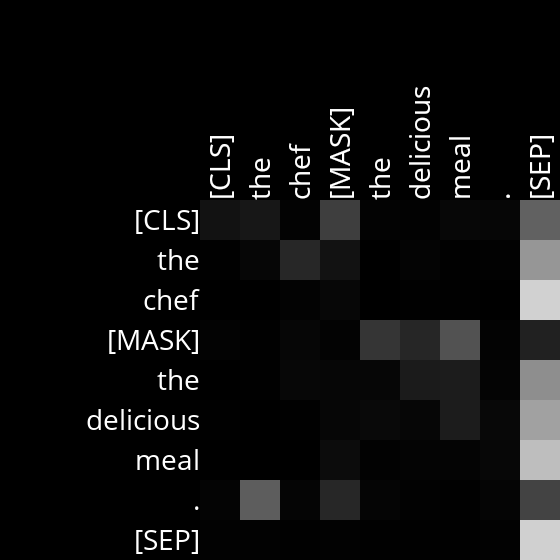 [CLS] the chef [MASK] the delicious meal . [SEP]
[CLS]
the
chef
[MASK]
the
delicious
meal
.
[SEP]